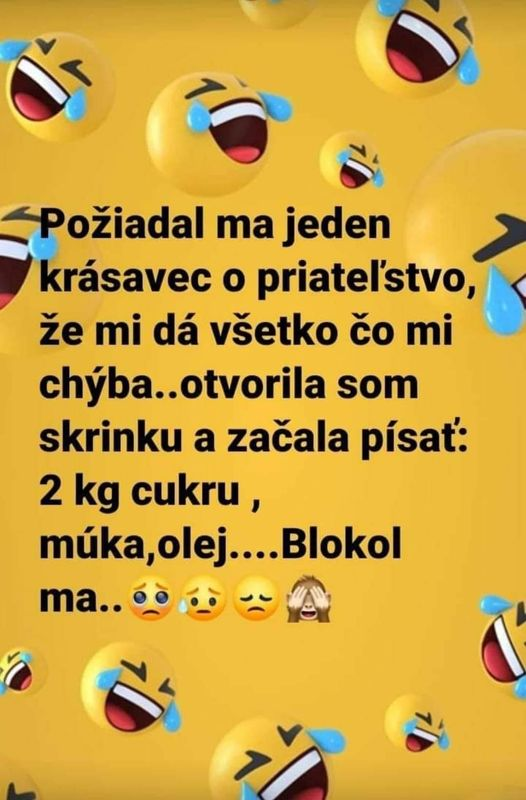 Požiadal ma jeden
krásavec o priateľstvo,
že mi dá všetko čo mi
chýba..otvorila som
skrinku a začala písať:
2 kg cukru ,
múka,olej....Blokol
ma..🥺😥😞🙈